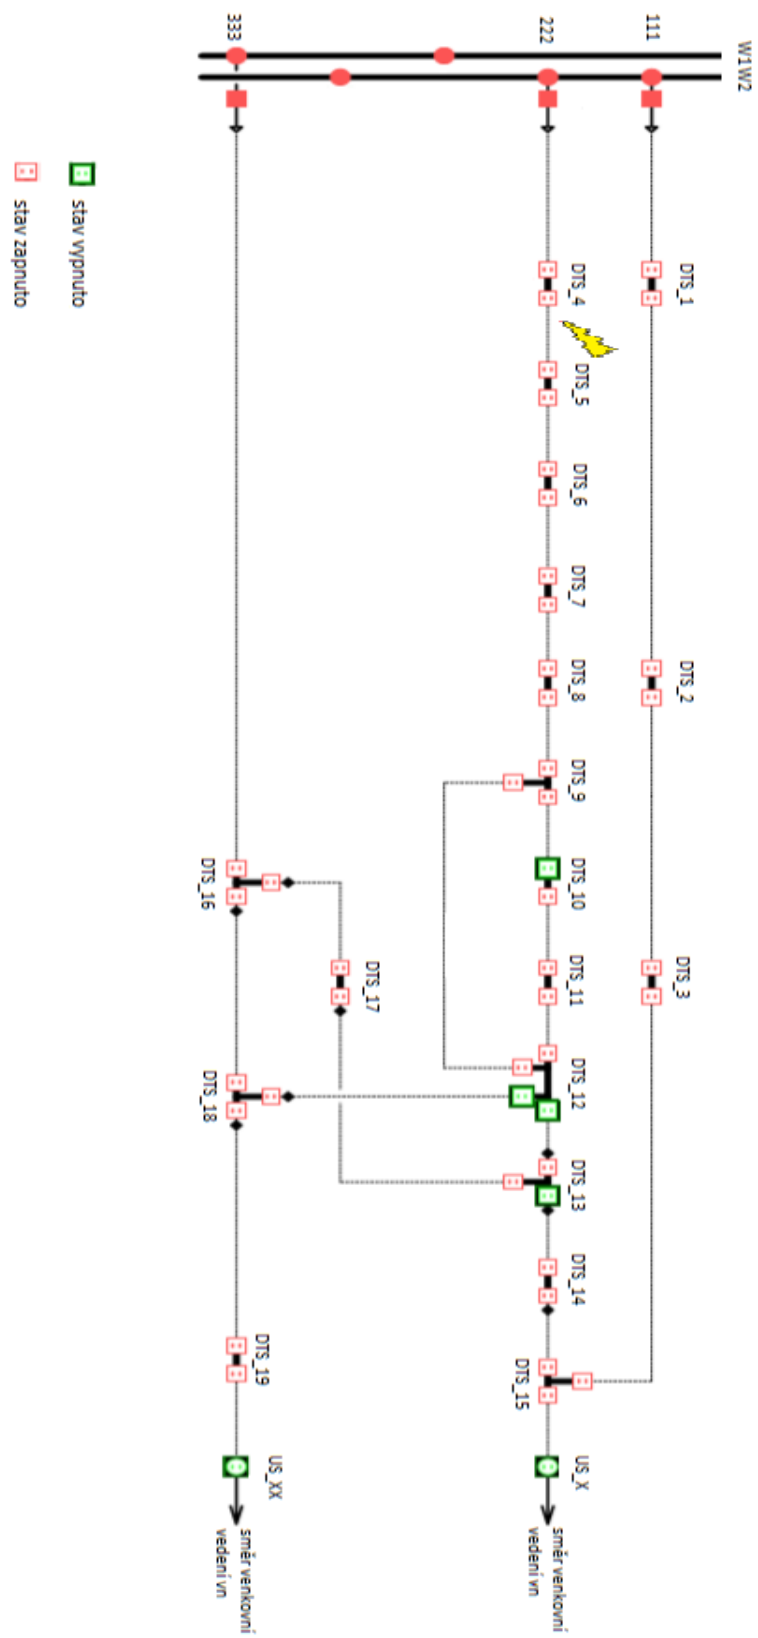 W1W2
111
222
333
DTS_1
DTS_2
DTS_3
DTS_4
DTS_5
DTS_6
DTS_7
DTS_8
DTS_9
DTS_10
DTS_11
DTS_12
DTS_13
DTS_14
DTS_15
US_X
směr venkovní
vedení vn
DTS_17
DTS_16
DTS_18
DTS_19
US_XX
směr venkovní
vedení vn
stav vypnuto
stav zapnuto